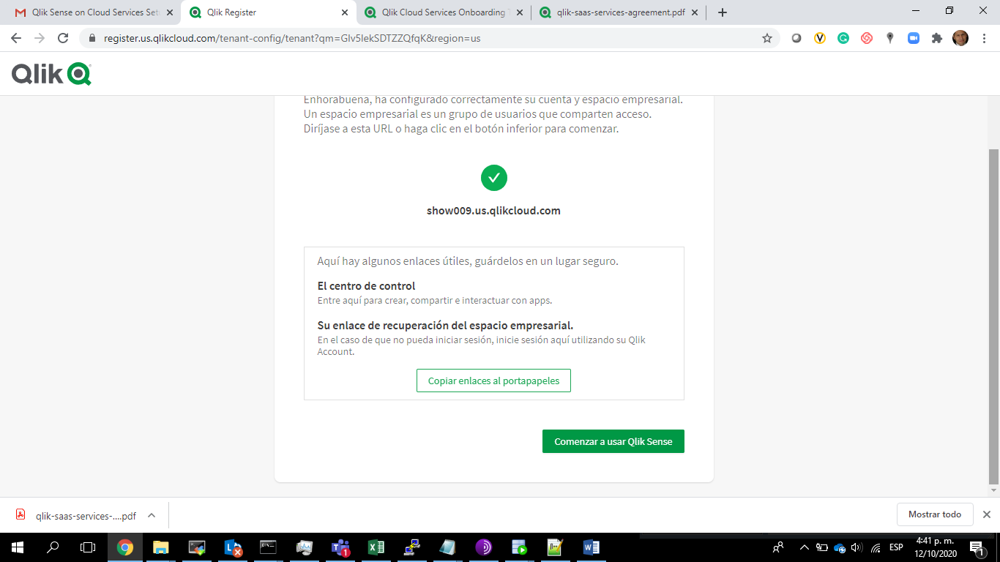 Qlik Sense on Cloud Services Set
Qlik Register
Qlik Cloud Services Onboarding T
qlik-saas-services-agreement.pdf
register.us.qlikcloud.com/tenant-config/tenant?qm=GIv5IekSDTZZQfqK&region=us
Qlik
Enhorabuena, ha configurado correctamente su cuenta y espacio empresarial.
Un espacio empresarial es un grupo de usuarios que comparten acceso.
Diríjase a esta URL o haga clic en el botón inferior para comenzar.
show009.us.qlikcloud.com
Aquí hay algunos enlaces útiles, guárdelos en un lugar seguro.
El centro de control
Entre aquí para crear, compartir e interactuar con apps.
Su enlace de recuperación del espacio empresarial.
En el caso de que no pueda iniciar sesión, inicie sesión aquí utilizando su Qlik
Account.
Copiar enlaces al portapapeles
Comenzar a usar Qlik Sense
qlik-saas-services-....pdf
Mostrar todo
ESP
4:41 p. m.
12/10/2020
1
1